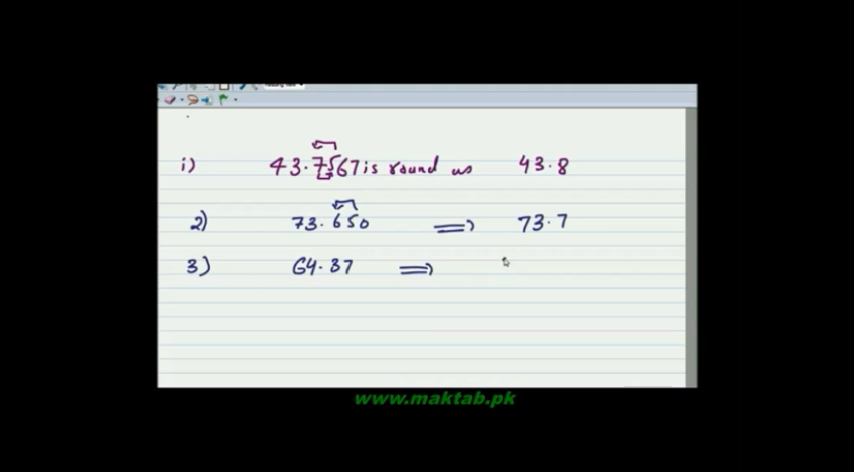 i) 43.7567 is round as 43.8
2) 73.650 ⇒ 73.7
3) 64.37 ⇒
www.maktab.pk